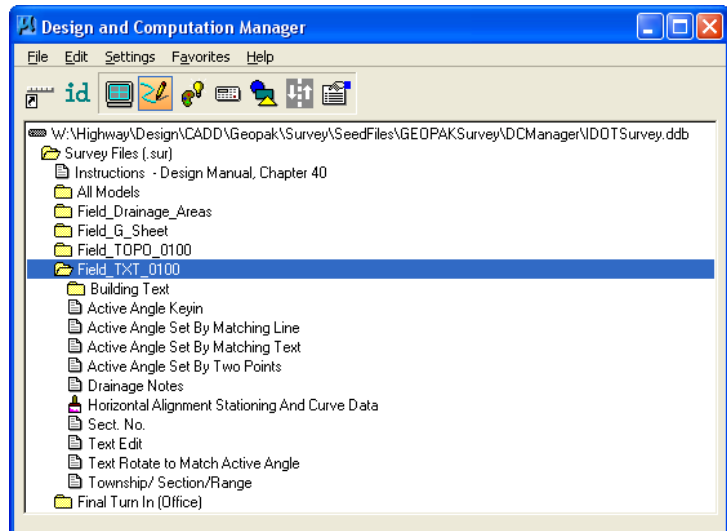 Design and Computation Manager
File Edit Settings Favorites Help
id
W:\Highway\Design\CADD\Geopak\Survey\SeedFiles\GEOPAKSurvey\DCManager\IDOTSurvey.ddb
Survey Files (.sur)
Instructions - Design Manual, Chapter 40
All Models
Field_Drainage_Areas
Field_G_Sheet
Field_TOPO_0100
Field_TXT_0100
Building Text
Active Angle Keyin
Active Angle Set By Matching Line
Active Angle Set By Matching Text
Active Angle Set By Two Points
Drainage Notes
Horizontal Alignment Stationing And Curve Data
Sect. No.
Text Edit
Text Rotate to Match Active Angle
Township/ Section/Range
Final Turn In (Office)